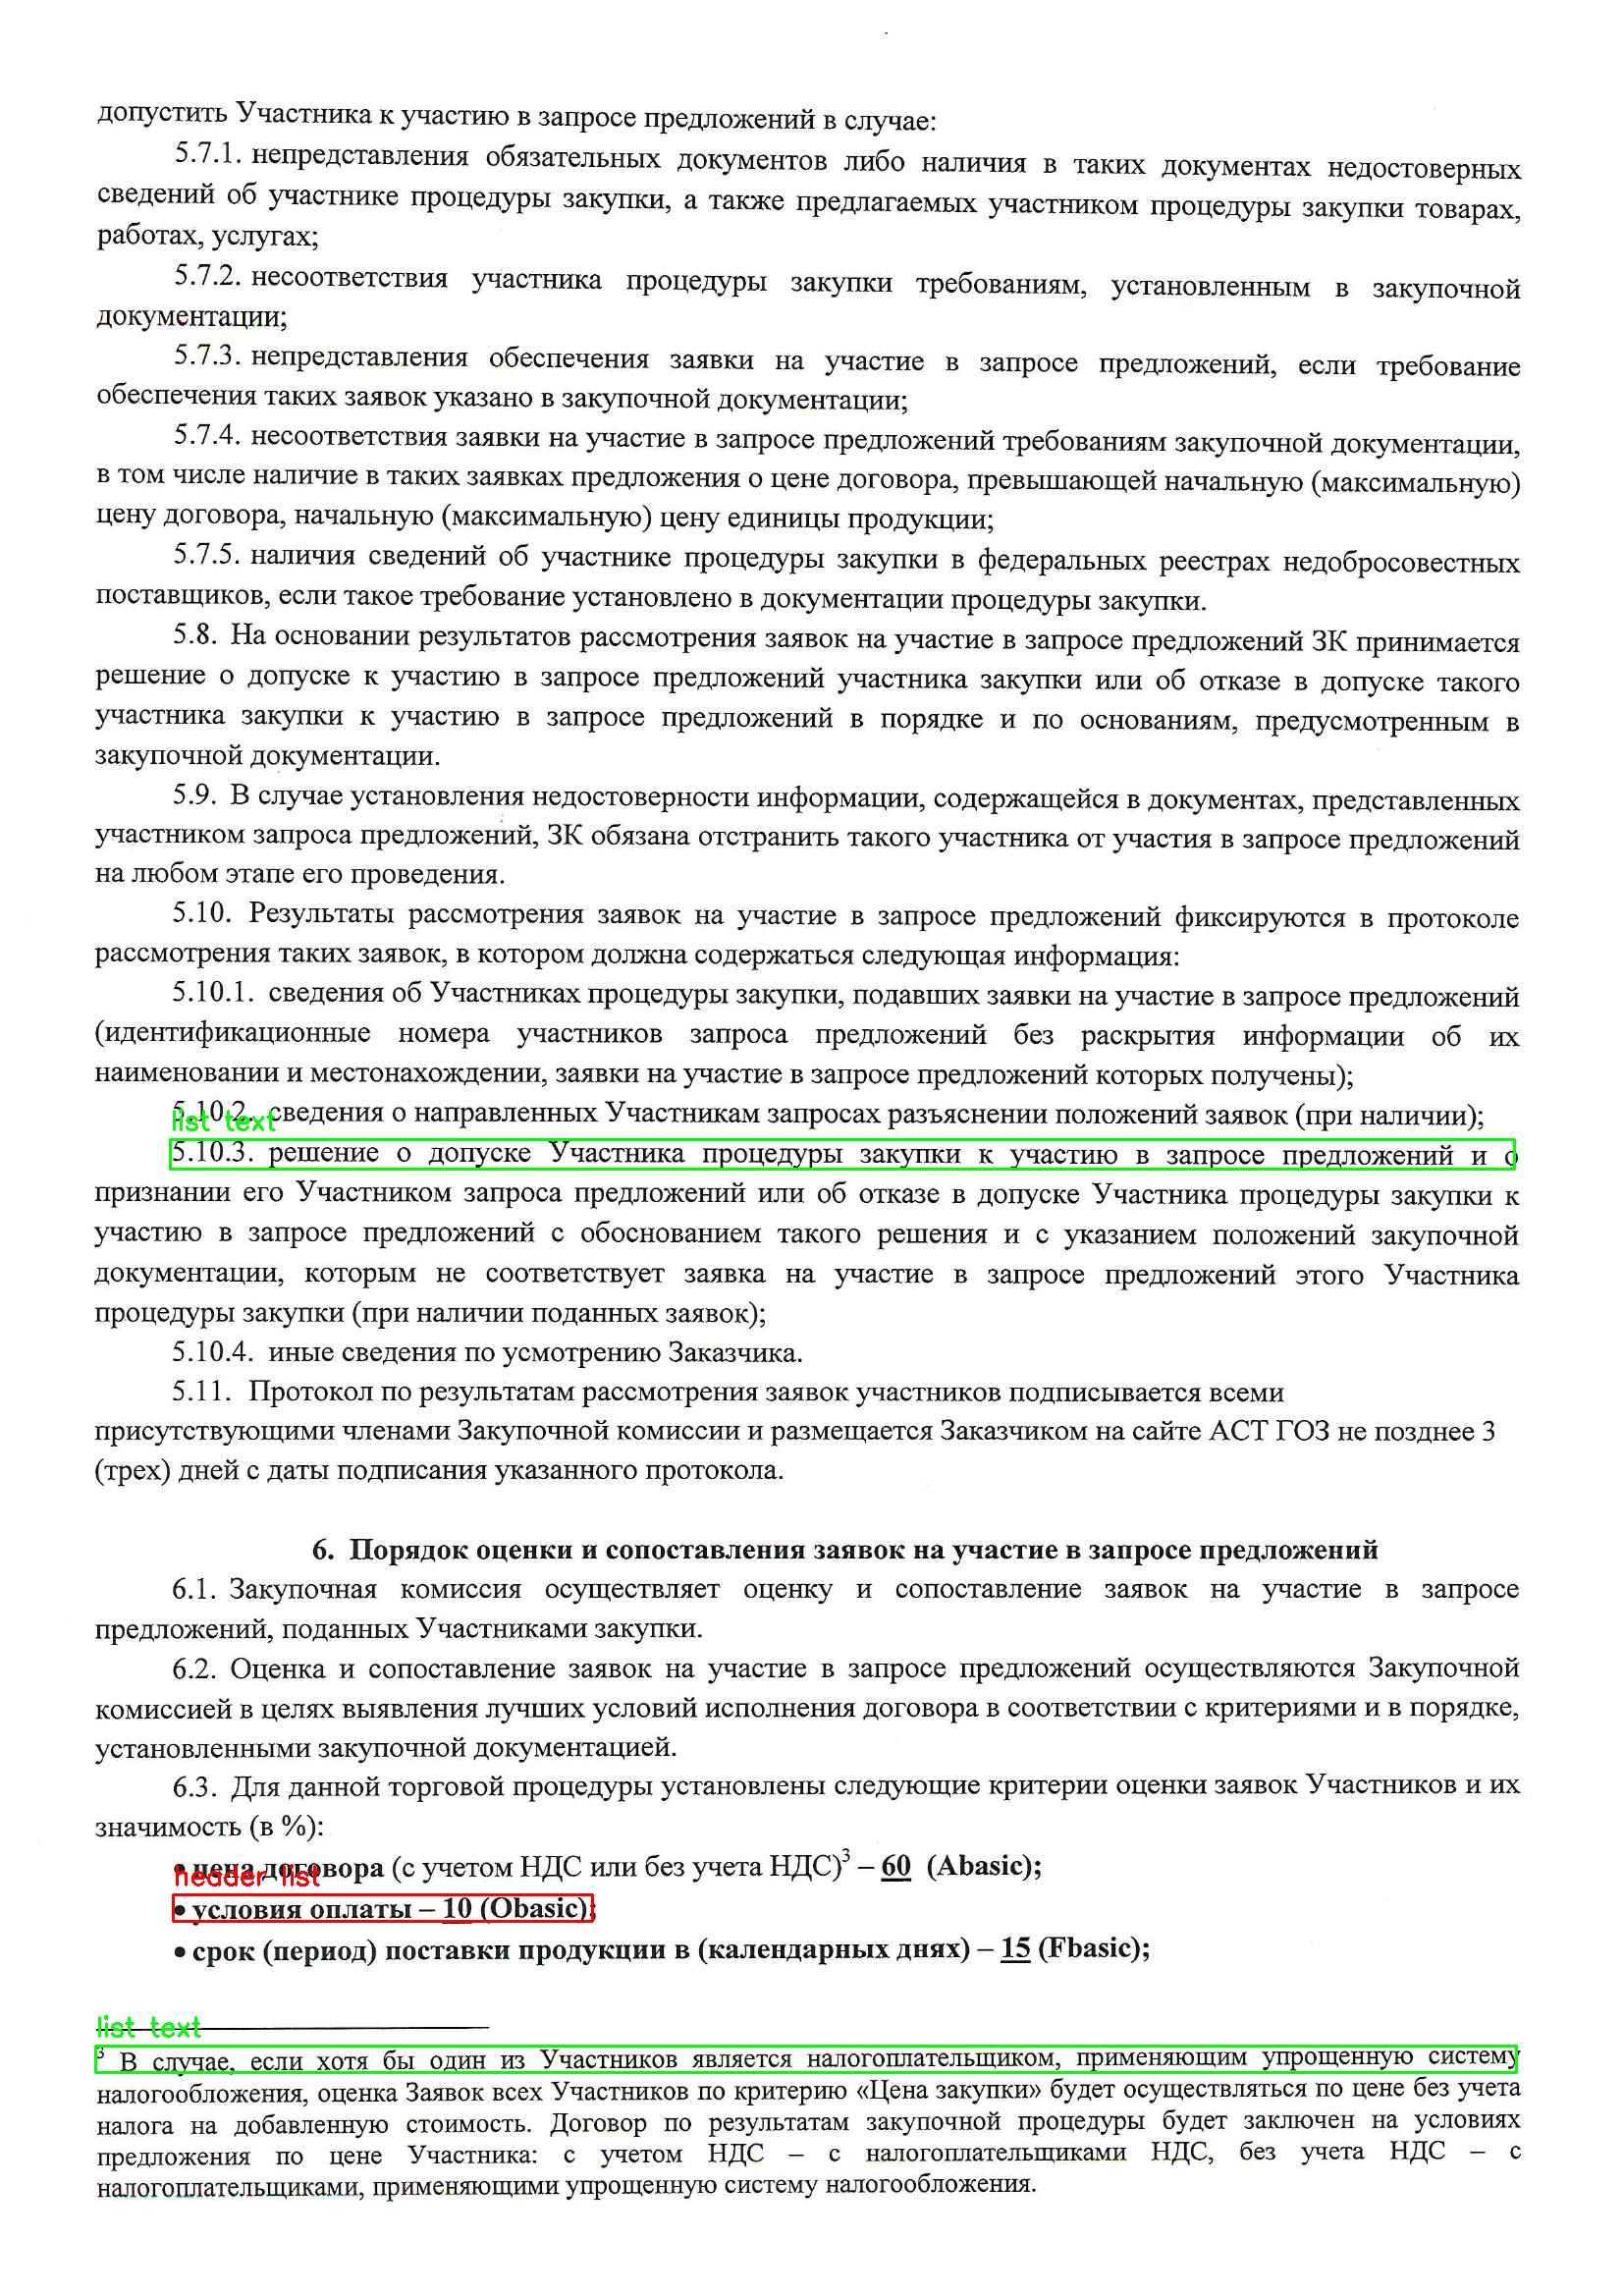 допустить Участника к участию в запросе предложений в случае:
5.7.1. непредставления обязательных документов либо наличия в таких документах недостоверных
сведений об участнике процедуры закупки, а также предлагаемых участником процедуры закупки товарах,
работах, услугах;
5.7.2. несоответствия участника процедуры закупки требованиям, установленным в закупочной
документации;
5.7.3. непредставления обеспечения заявки на участие в запросе предложений, если требование
обеспечения таких заявок указано в закупочной документации;
5.7.4. несоответствия заявки на участие в запросе предложений требованиям закупочной документации,
в том числе наличие в таких заявках предложения о цене договора, превышающей начальную (максимальную)
цену договора, начальную (максимальную) цену единицы продукции;
5.7.5. наличия сведений об участнике процедуры закупки в федеральных реестрах недобросовестных
поставщиков, если такое требование установлено в документации процедуры закупки.
5.8. На основании результатов рассмотрения заявок на участие в запросе предложений ЗК принимается
решение о допуске к участию в запросе предложений участника закупки или об отказе в допуске такого
участника закупки к участию в запросе предложений в порядке и по основаниям, предусмотренным в
закупочной документации.
5.9. В случае установления недостоверности информации, содержащейся в документах, представленных
участником запроса предложений, ЗК обязана отстранить такого участника от участия в запросе предложений
на любом этапе его проведения.
5.10. Результаты рассмотрения заявок на участие в запросе предложений фиксируются в протоколе
рассмотрения таких заявок, в котором должна содержаться следующая информация:
5.10.1. сведения об Участниках процедуры закупки, подавших заявки на участие в запросе предложений
(идентификационные номера участников запроса предложений без раскрытия информации об их
наименовании и местонахождении, заявки на участие в запросе предложений которых получены);
5.10.2. сведения о направленных Участникам запросах разъяснении положений заявок (при наличии);
list text
5.10.3. решение о допуске Участника процедуры закупки к участию в запросе предложений и о
признании его Участником запроса предложений или об отказе в допуске Участника процедуры закупки к
участию в запросе предложений с обоснованием такого решения и с указанием положений закупочной
документации, которым не соответствует заявка на участие в запросе предложений этого Участника
процедуры закупки (при наличии поданных заявок);
5.10.4. иные сведения по усмотрению Заказчика.
5.11. Протокол по результатам рассмотрения заявок участников подписывается всеми
присутствующими членами Закупочной комиссии и размещается Заказчиком на сайте АСТ ГОЗ не позднее 3
(трех) дней с даты подписания указанного протокола.
6. Порядок оценки и сопоставления заявок на участие в запросе предложений
6.1. Закупочная комиссия осуществляет оценку и сопоставление заявок на участие в запросе
предложений, поданных Участниками закупки.
6.2. Оценка и сопоставление заявок на участие в запросе предложений осуществляются Закупочной
комиссией в целях выявления лучших условий исполнения договора в соответствии с критериями и в порядке,
установленными закупочной документацией.
6.3. Для данной торговой процедуры установлены следующие критерии оценки заявок Участников и их
значимость (в %):
• цена договора (с учетом НДС или без учета НДС)³ – 60 (Abasic);
header list
• условия оплаты – 10 (Obasic);
• срок (период) поставки продукции в (календарных днях) – 15 (Fbasic);
list text
³ В случае, если хотя бы один из Участников является налогоплательщиком, применяющим упрощенную систему
налогообложения, оценка Заявок всех Участников по критерию «Цена закупки» будет осуществляться по цене без учета
налога на добавленную стоимость. Договор по результатам закупочной процедуры будет заключен на условиях
предложения по цене Участника: с учетом НДС – с налогоплательщиками НДС, без учета НДС – с
налогоплательщиками, применяющими упрощенную систему налогообложения.